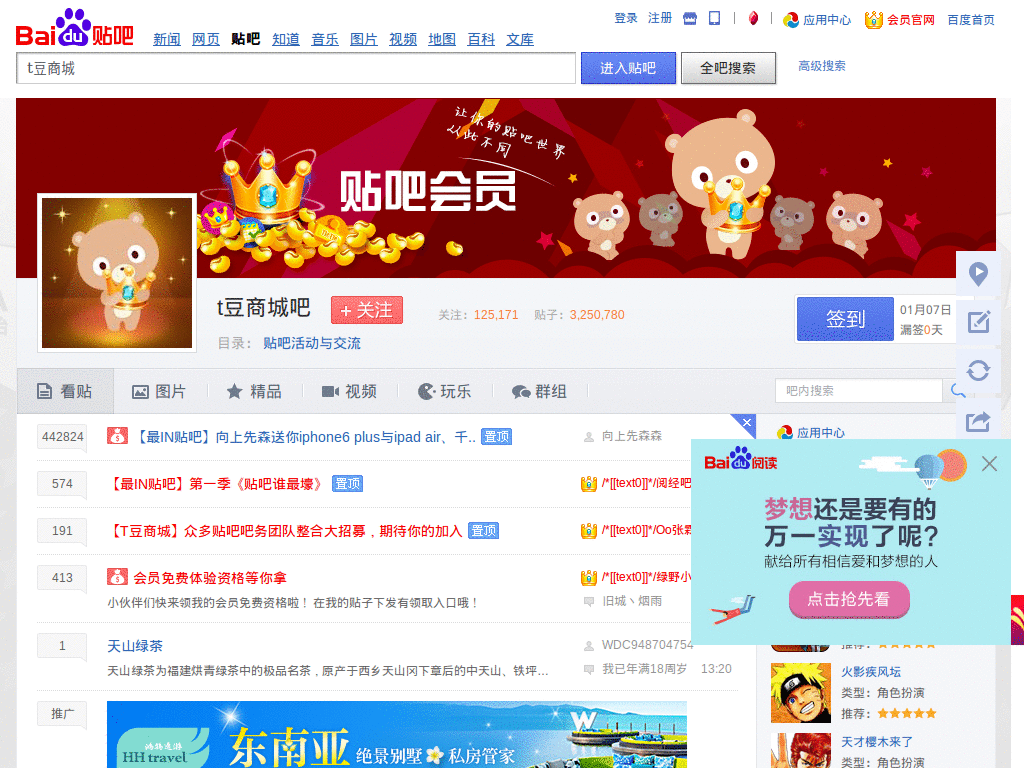 登录 注册 应用中心 会员官网 百度首页
Baidu贴吧 新闻 网页 贴吧 知道 音乐 图片 视频 地图 百科 文库
t豆商城 进入贴吧 全吧搜索 高级搜索
让你的贴吧世界
从此不同
贴吧会员
t豆商城吧 + 关注 关注：125,171 贴子：3,250,780
目录： 贴吧活动与交流
签到 01月07日
漏签0天
看贴 图片 精品 视频 玩乐 群组 吧内搜索
442824 【最IN贴吧】向上先森送你iphone6 plus与ipad air、千.. 置顶 向上先森森
应用中心
574 【最IN贴吧】第一季《贴吧谁最壕》 置顶 /*[[text0]]*/阅经吧
191 【T豆商城】众多贴吧吧务团队整合大招募，期待你的加入 置顶 /*[[text0]]*/Oo张
413 会员免费体验资格等你拿 /*[[text0]]*/绿野小
小伙伴们快来领我的会员免费资格啦！在我的贴子下发有领取入口哦！ 旧城丶烟雨
1 天山绿茶 WDC948704754
天山绿茶为福建烘青绿茶中的极品名茶，原产于西乡天山冈下章后的中天山、铁坪... 我已年满18周岁 13:20
推广
鸿鹄逸游
HH travel
东南亚 绝景别墅 私房管家
Baidu阅读
梦想还是要有的
万一实现了呢?
献给所有相信爱和梦想的人
点击抢先看
推荐：
火影疾风坛
类型：角色扮演
推荐：
天才樱木来了
类型：角色扮演